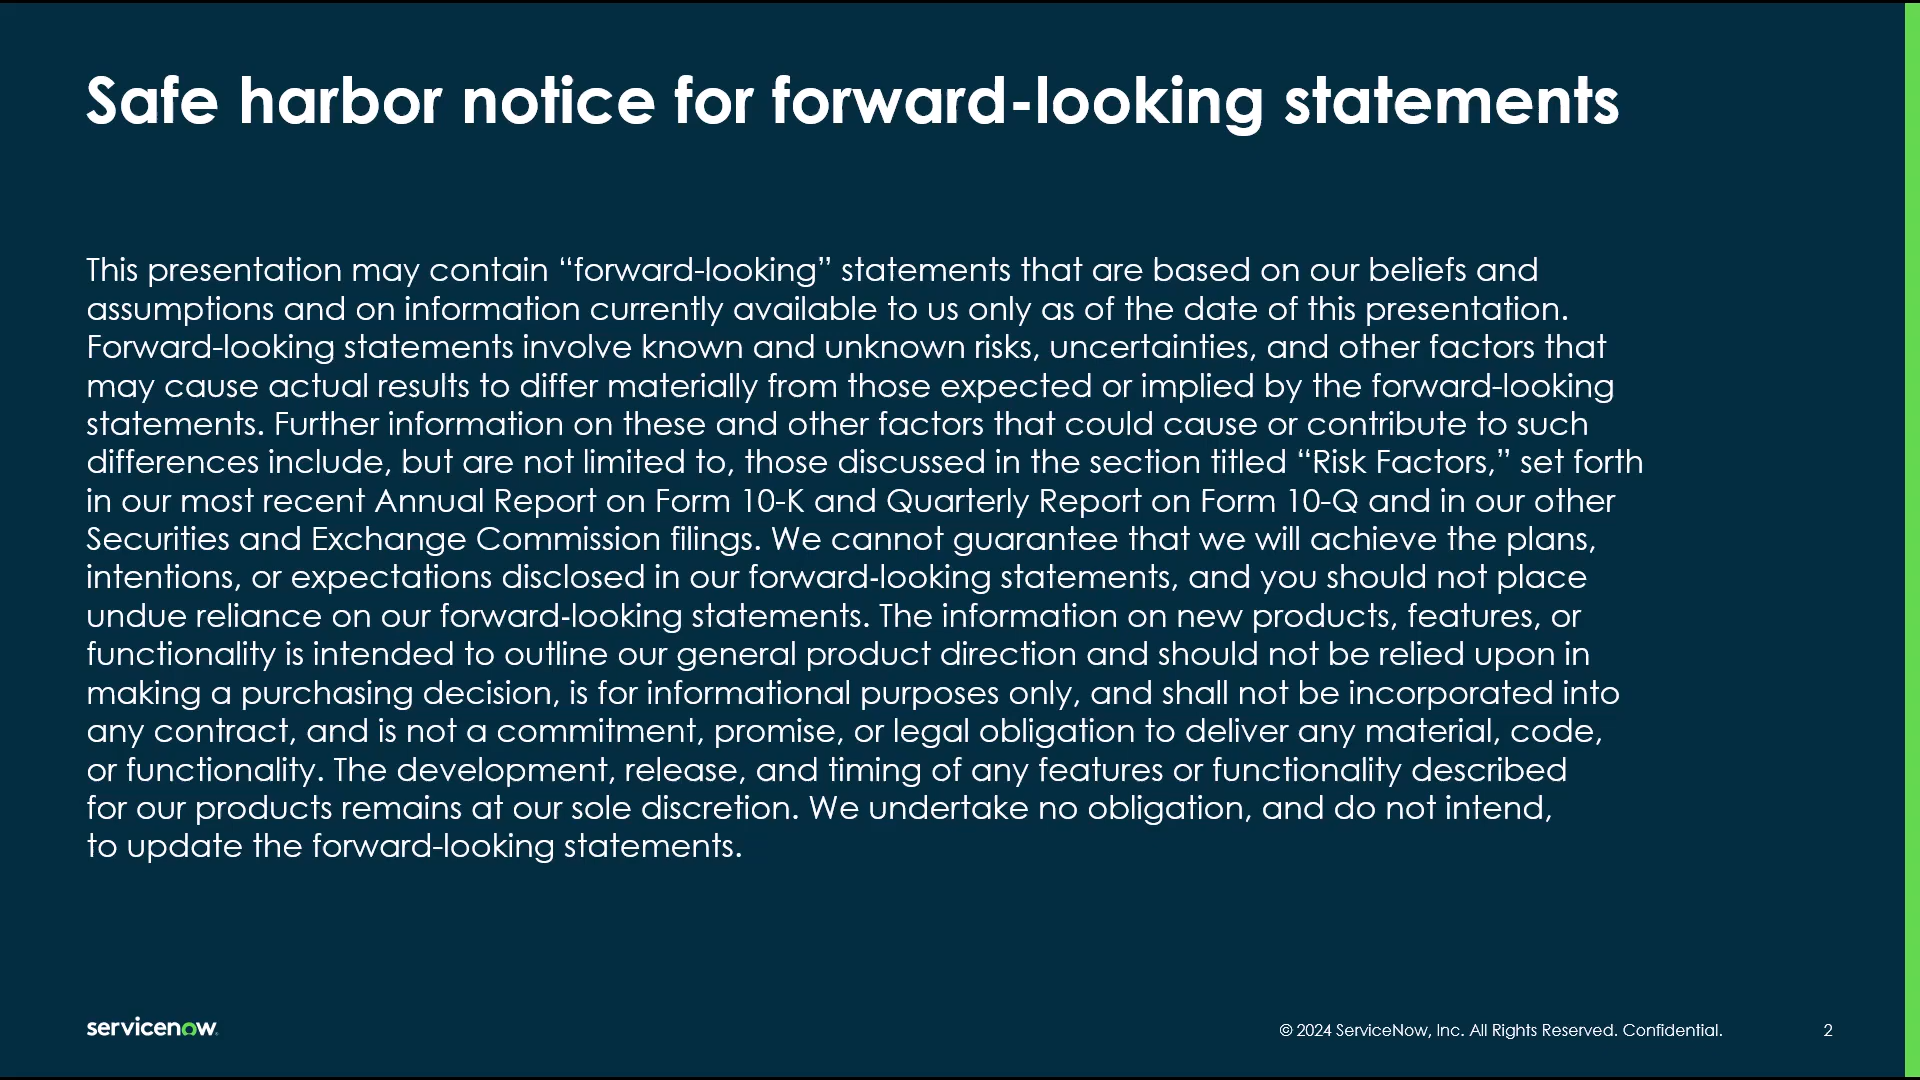 Safe harbor notice for forward-looking statements
This presentation may contain “forward-looking” statements that are based on our beliefs and
assumptions and on information currently available to us only as of the date of this presentation.
Forward-looking statements involve known and unknown risks, uncertainties, and other factors that
may cause actual results to differ materially from those expected or implied by the forward-looking
statements. Further information on these and other factors that could cause or contribute to such
differences include, but are not limited to, those discussed in the section titled “Risk Factors,” set forth
in our most recent Annual Report on Form 10-K and Quarterly Report on Form 10-Q and in our other
Securities and Exchange Commission filings. We cannot guarantee that we will achieve the plans,
intentions, or expectations disclosed in our forward-looking statements, and you should not place
undue reliance on our forward-looking statements. The information on new products, features, or
functionality is intended to outline our general product direction and should not be relied upon in
making a purchasing decision, is for informational purposes only, and shall not be incorporated into
any contract, and is not a commitment, promise, or legal obligation to deliver any material, code,
or functionality. The development, release, and timing of any features or functionality described
for our products remains at our sole discretion. We undertake no obligation, and do not intend,
to update the forward-looking statements.
servicenow
© 2024 ServiceNow, Inc. All Rights Reserved. Confidential.
2